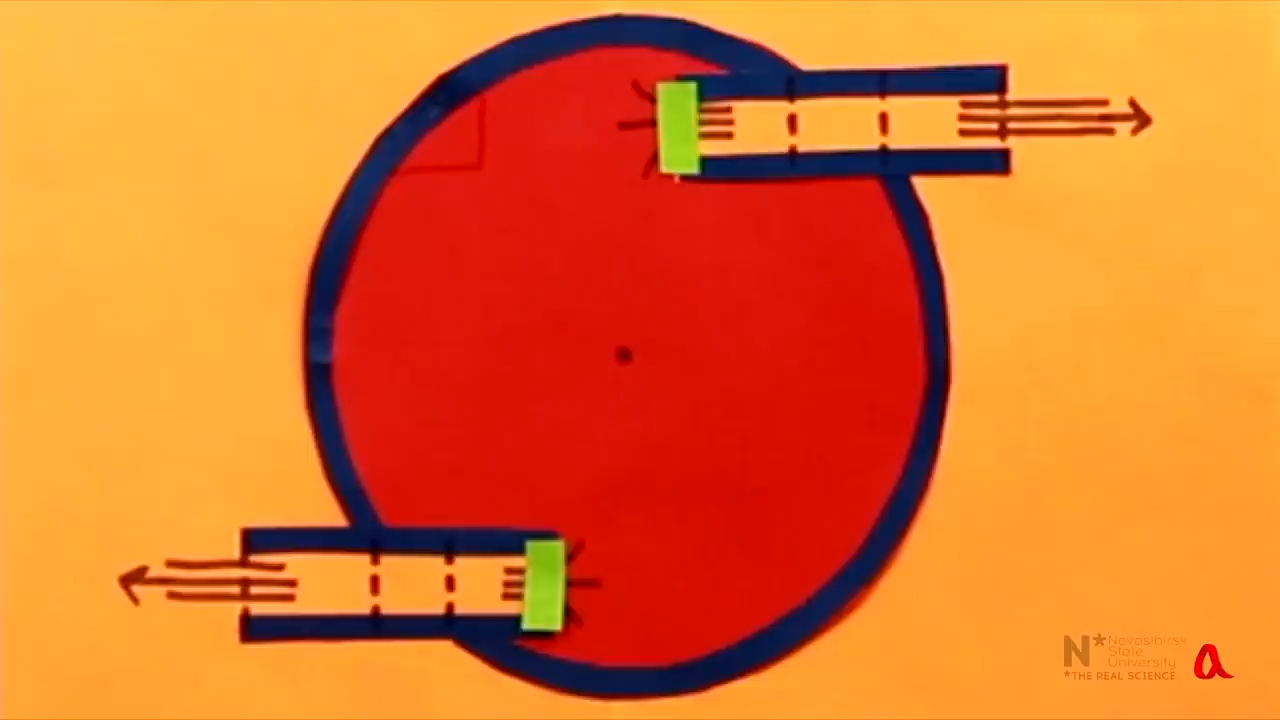 N*
Novosibirsk
State
University
*THE REAL SCIENCE
a